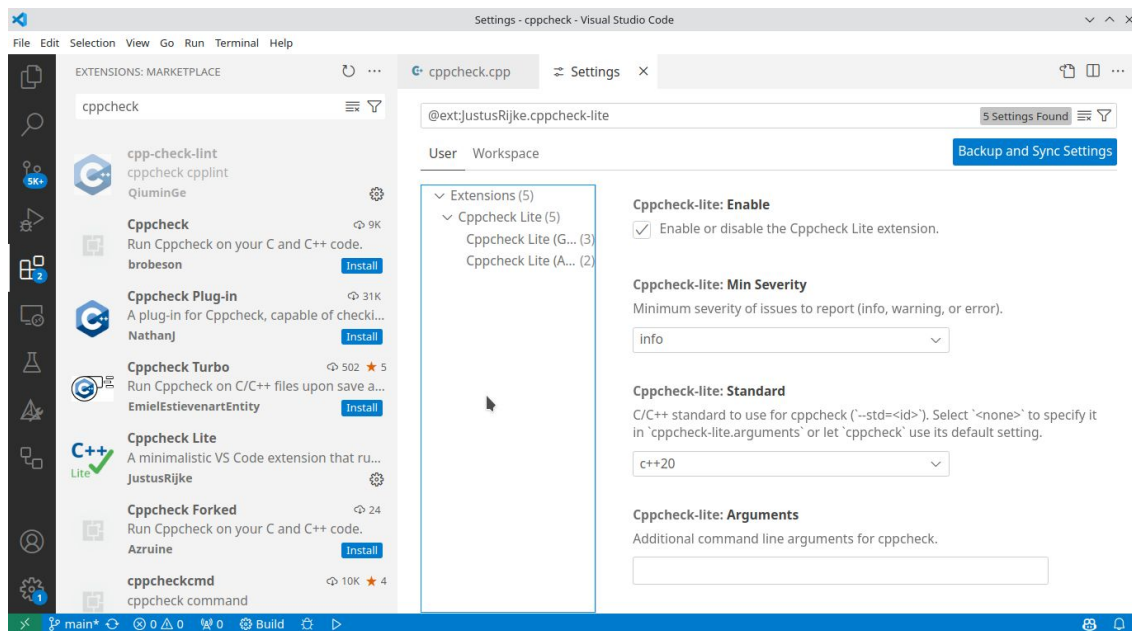 Settings - cppcheck - Visual Studio Code
File Edit Selection View Go Run Terminal Help
EXTENSIONS: MARKETPLACE
cppcheck
cpp-check-lint
cppcheck cpplint
QiuminGe
Cppcheck 9K
Run Cppcheck on your C and C++ code.
brobeson Install
Cppcheck Plug-in 31K
A plug-in for Cppcheck, capable of checki...
NathanJ Install
Cppcheck Turbo 502 ★ 5
Run Cppcheck on C/C++ files upon save a...
EmielEstievenartEntity Install
C++ Lite
Cppcheck Lite
A minimalistic VS Code extension that ru...
JustusRijke
Cppcheck Forked 24
Run Cppcheck on your C and C++ code.
Azruine Install
cppcheckcmd 10K ★ 4
cppcheck command
5K+
2
1
cppcheck.cpp Settings
@ext:JustusRijke.cppcheck-lite 5 Settings Found
User Workspace Backup and Sync Settings
Extensions (5)
Cppcheck Lite (5)
Cppcheck Lite (G... (3)
Cppcheck Lite (A... (2)
Cppcheck-lite: Enable
Enable or disable the Cppcheck Lite extension.
Cppcheck-lite: Min Severity
Minimum severity of issues to report (info, warning, or error).
info
Cppcheck-lite: Standard
C/C++ standard to use for cppcheck (`--std=<id>`). Select `<none>` to specify it
in `cppcheck-lite.arguments` or let `cppcheck` use its default setting.
c++20
Cppcheck-lite: Arguments
Additional command line arguments for cppcheck.
main* 0 0 0 Build